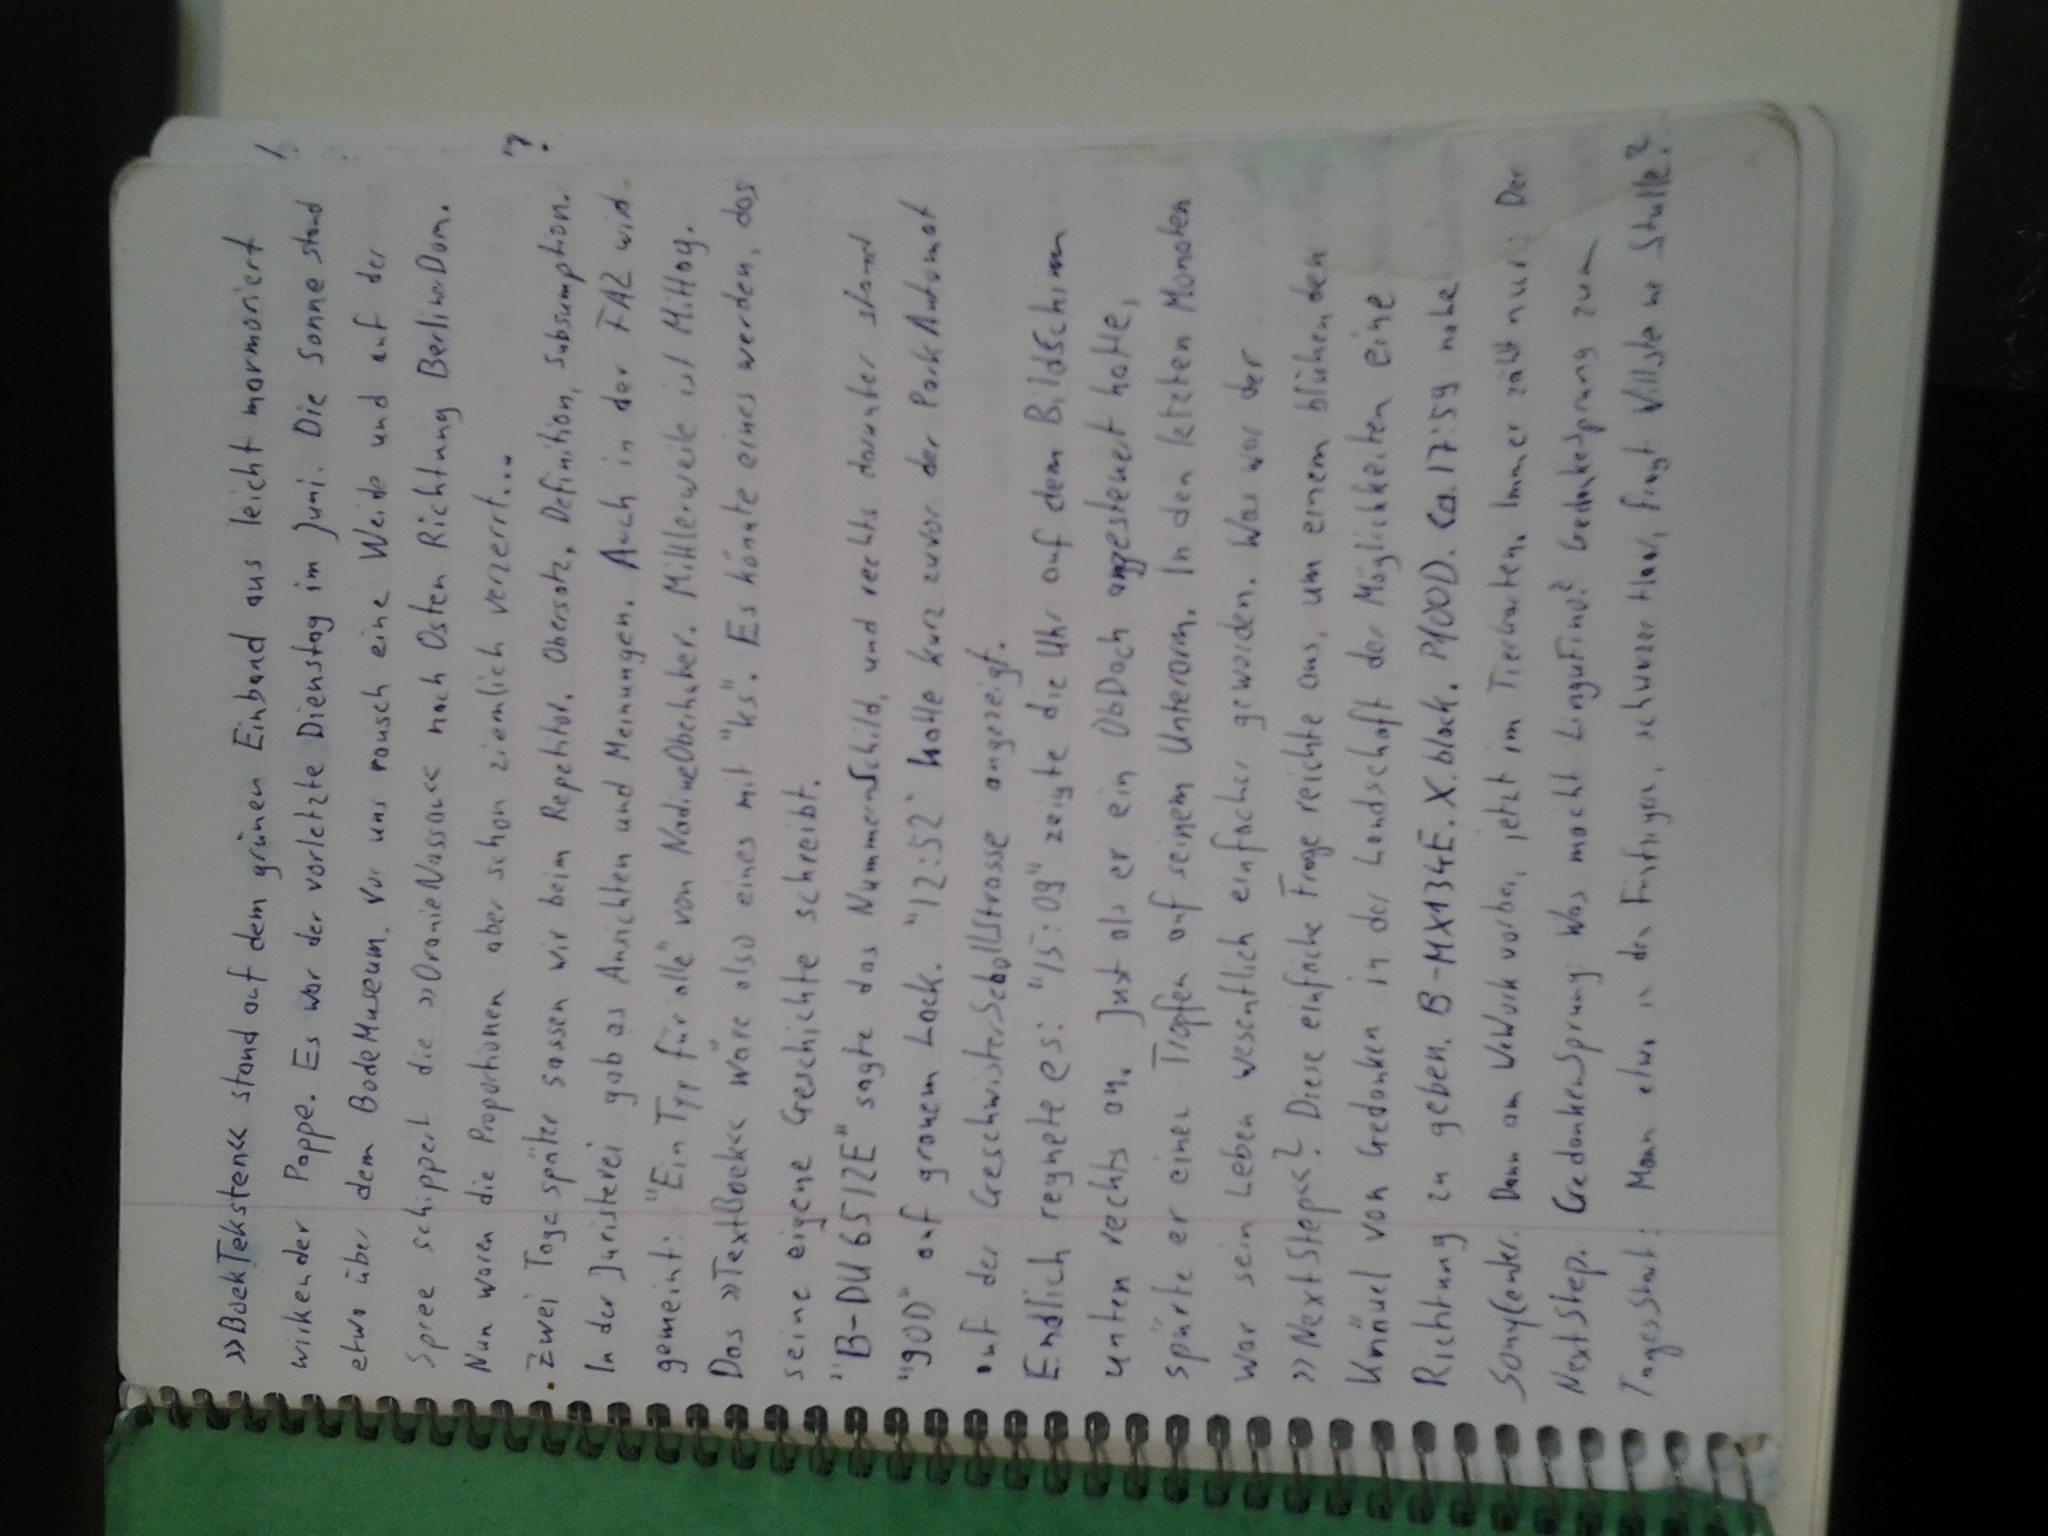 »BoekTeksten« stand auf dem grünen Einband aus leicht marmoriert
wirkender Pappe. Es war der vorletzte Dienstag im Juni. Die Sonne stand
etwa über dem BodeMuseum. Vor uns rausch eine Weide und auf der
Spree schippert die »OranieNassau« nach Osten Richtung BerlinerDom.
Nun waren die Proportionen aber schon ziemlich verzerrt...
Zwei Tage später sassen wir beim Repetitor. Obersatz, Definition, Subsumption.
In der Juristerei gab es Ansichten und Meinungen. Auch in der FAZ wird
gemeint: "Ein Typ für alle" von NadineOberhuber. Mittlerweile ist Mittag.
Das »TextBoek« wäre also eines mit "ks". Es könnte eines werden, das
seine eigene Geschichte schreibt.
"B-DU 6512E" sagte das NummernSchild, und rechts darunter stand
"90D" auf grauem Lack. "12:52" hatte kurz zuvor der ParkAutomat
auf der GeschwisterSchollStrasse angezeigt.
Endlich regnete es: "15:09" zeigte die Uhr auf dem BildSchirm
unten rechts an. Just als er ein ObDach angesteuert hatte,
spürte er einen Tropfen auf seinem Unterarm. In den letzten Monaten
war sein Leben wesentlich einfacher geworden. Was war der
»NextStep«? Diese einfache Frage reichte aus, um einem blühenden
Knäuel von Gedanken in der Landschaft der Möglichkeiten eine
Richtung zu geben. B-MX134E. X. black. P100D. Ca. 17:59 nahe
SonyCenter. Dann am WeWork vorbei, jetzt im TierGarten. Immer zählt nur: Der
NextStep. GedankenSprung: Was macht LinguFino? Gedankesprung zum
TagesStart: Mann etwa in den Fünfzigern, schwarzer Haar, fragt Villste ne Stulle?
!
?